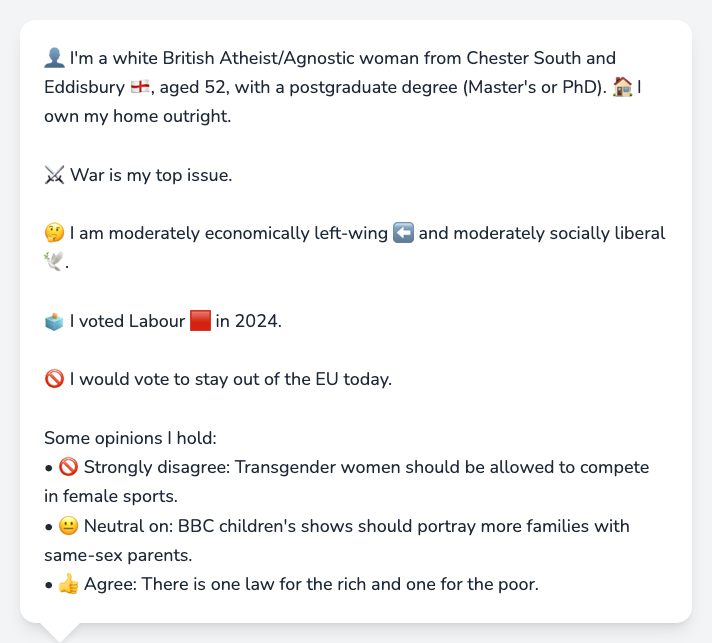 👤 I'm a white British Atheist/Agnostic woman from Chester South and
Eddisbury 🏴󠁧󠁢󠁥󠁮󠁧󠁿, aged 52, with a postgraduate degree (Master's or PhD). 🏠 I
own my home outright.
⚔️ War is my top issue.
🤔 I am moderately economically left-wing ⬅️ and moderately socially liberal
🕊️.
🗳️ I voted Labour 🟥 in 2024.
🚫 I would vote to stay out of the EU today.
Some opinions I hold:
• 🚫 Strongly disagree: Transgender women should be allowed to compete
in female sports.
• 😐 Neutral on: BBC children's shows should portray more families with
same-sex parents.
• 👍 Agree: There is one law for the rich and one for the poor.